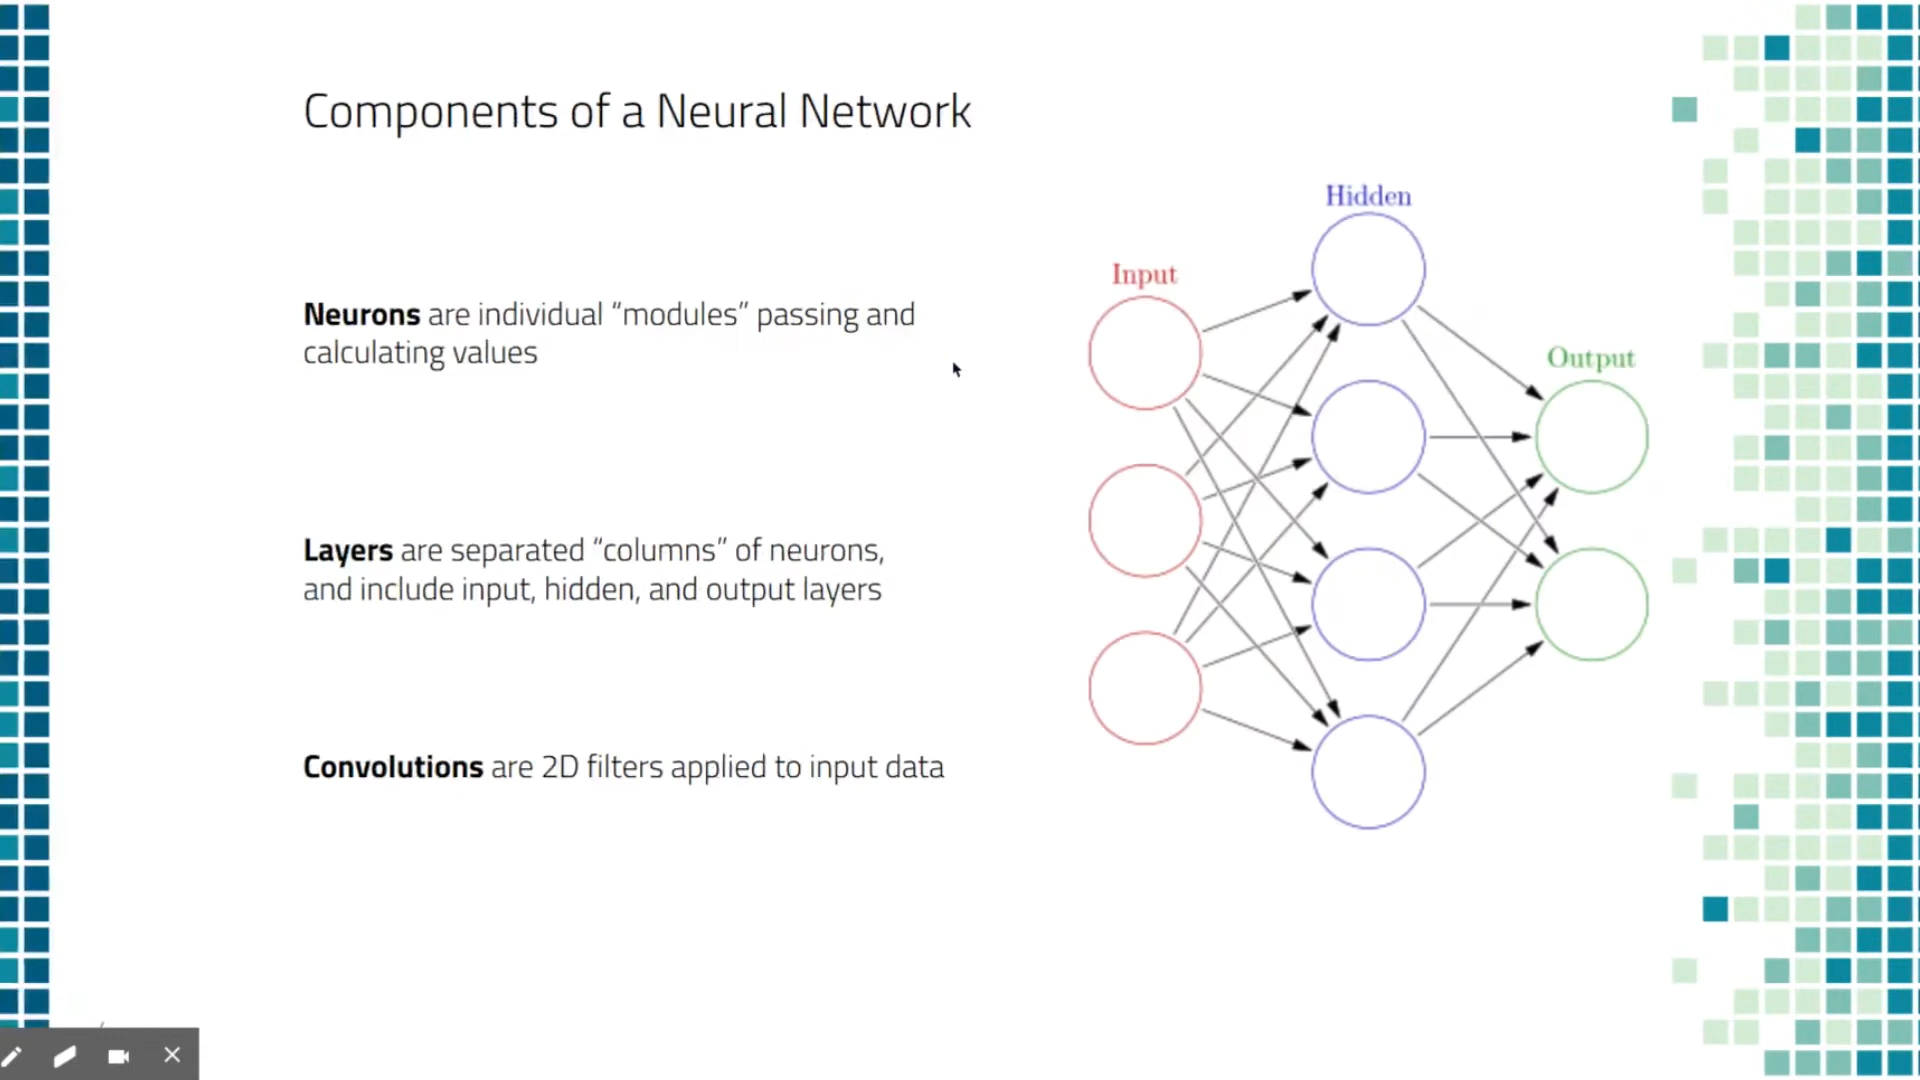 Components of a Neural Network
Neurons are individual “modules” passing and
calculating values
Layers are separated “columns” of neurons,
and include input, hidden, and output layers
Convolutions are 2D filters applied to input data
Input
Hidden
Output